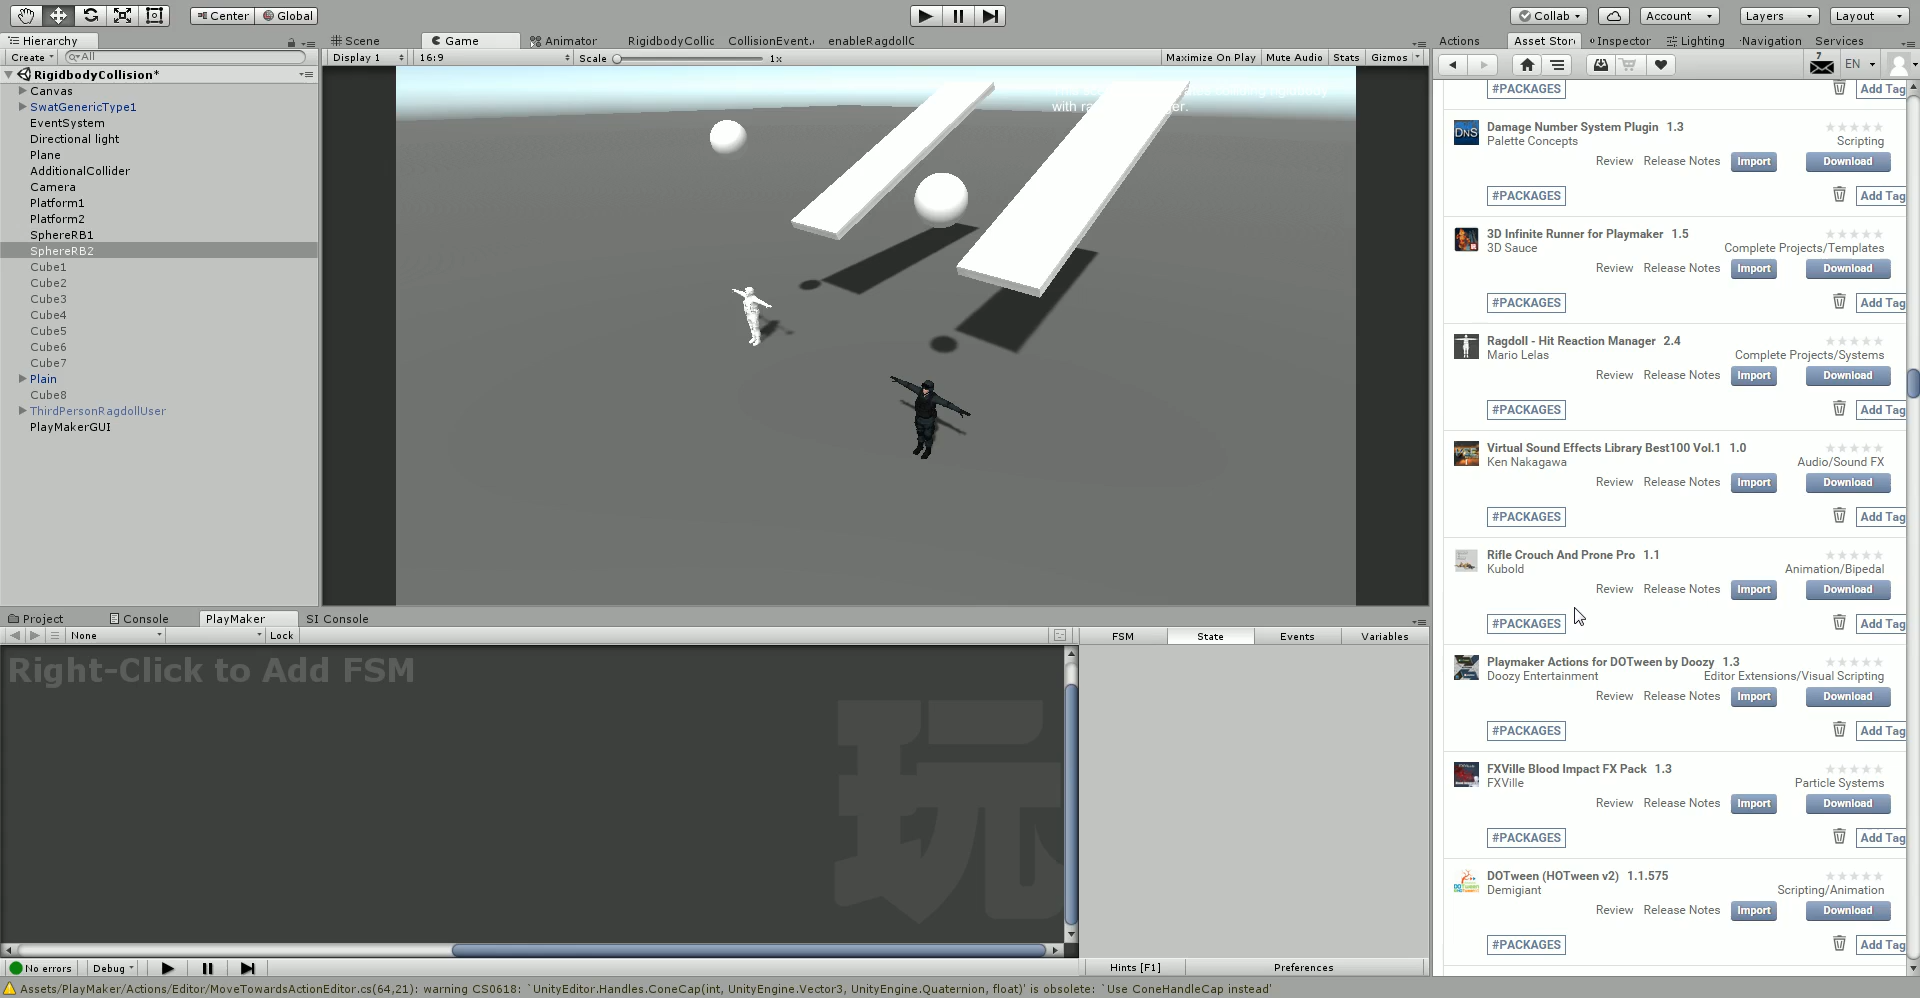 Center Global
Collab Account Layers Layout
Hierarchy
Scene Game Animator RigidbodyCollic CollisionEvent. enableRagdollC
Actions Asset Stor Inspector Lighting Navigation Services
Create All
Display 1 16:9 Scale 1x Maximize On Play Mute Audio Stats Gizmos
EN
7
RigidbodyCollision*
Canvas
SwatGenericType1
EventSystem
Directional light
Plane
AdditionalCollider
Camera
Platform1
Platform2
SphereRB1
SphereRB2
Cube1
Cube2
Cube3
Cube4
Cube5
Cube6
Cube7
Plain
Cube8
ThirdPersonRagdollUser
PlayMakerGUI
rigidbody
with
#PACKAGES Add Tag
DNS
Damage Number System Plugin 1.3
Palette Concepts Scripting
Review Release Notes Import Download
#PACKAGES Add Tag
3D Infinite Runner for Playmaker 1.5
3D Sauce Complete Projects/Templates
Review Release Notes Import Download
#PACKAGES Add Tag
Ragdoll - Hit Reaction Manager 2.4
Mario Lelas Complete Projects/Systems
Review Release Notes Import Download
#PACKAGES Add Tag
Virtual Sound Effects Library Best100 Vol.1 1.0
Ken Nakagawa Audio/Sound FX
Review Release Notes Import Download
#PACKAGES Add Tag
Rifle Crouch And Prone Pro 1.1
Kubold Animation/Bipedal
Review Release Notes Import Download
#PACKAGES Add Tag
Playmaker Actions for DOTween by Doozy 1.3
Doozy Entertainment Editor Extensions/Visual Scripting
Review Release Notes Import Download
#PACKAGES Add Tag
FXVille Blood Impact FX Pack 1.3
FXVille Particle Systems
Review Release Notes Import Download
#PACKAGES Add Tag
DOTween (HOTween v2) 1.1.575
Demigiant Scripting/Animation
Review Release Notes Import Download
#PACKAGES Add Tag
Project Console PlayMaker SI Console
None Lock
FSM State Events Variables
Right-Click to Add FSM
玩
No errors Debug
Hints [F1] Preferences
Assets/PlayMaker/Actions/Editor/MoveTowardsActionEditor.cs(64,21): warning CS0618: `UnityEditor.Handles.ConeCap(int, UnityEngine.Vector3, UnityEngine.Quaternion, float)' is obsolete: `Use ConeHandleCap instead'